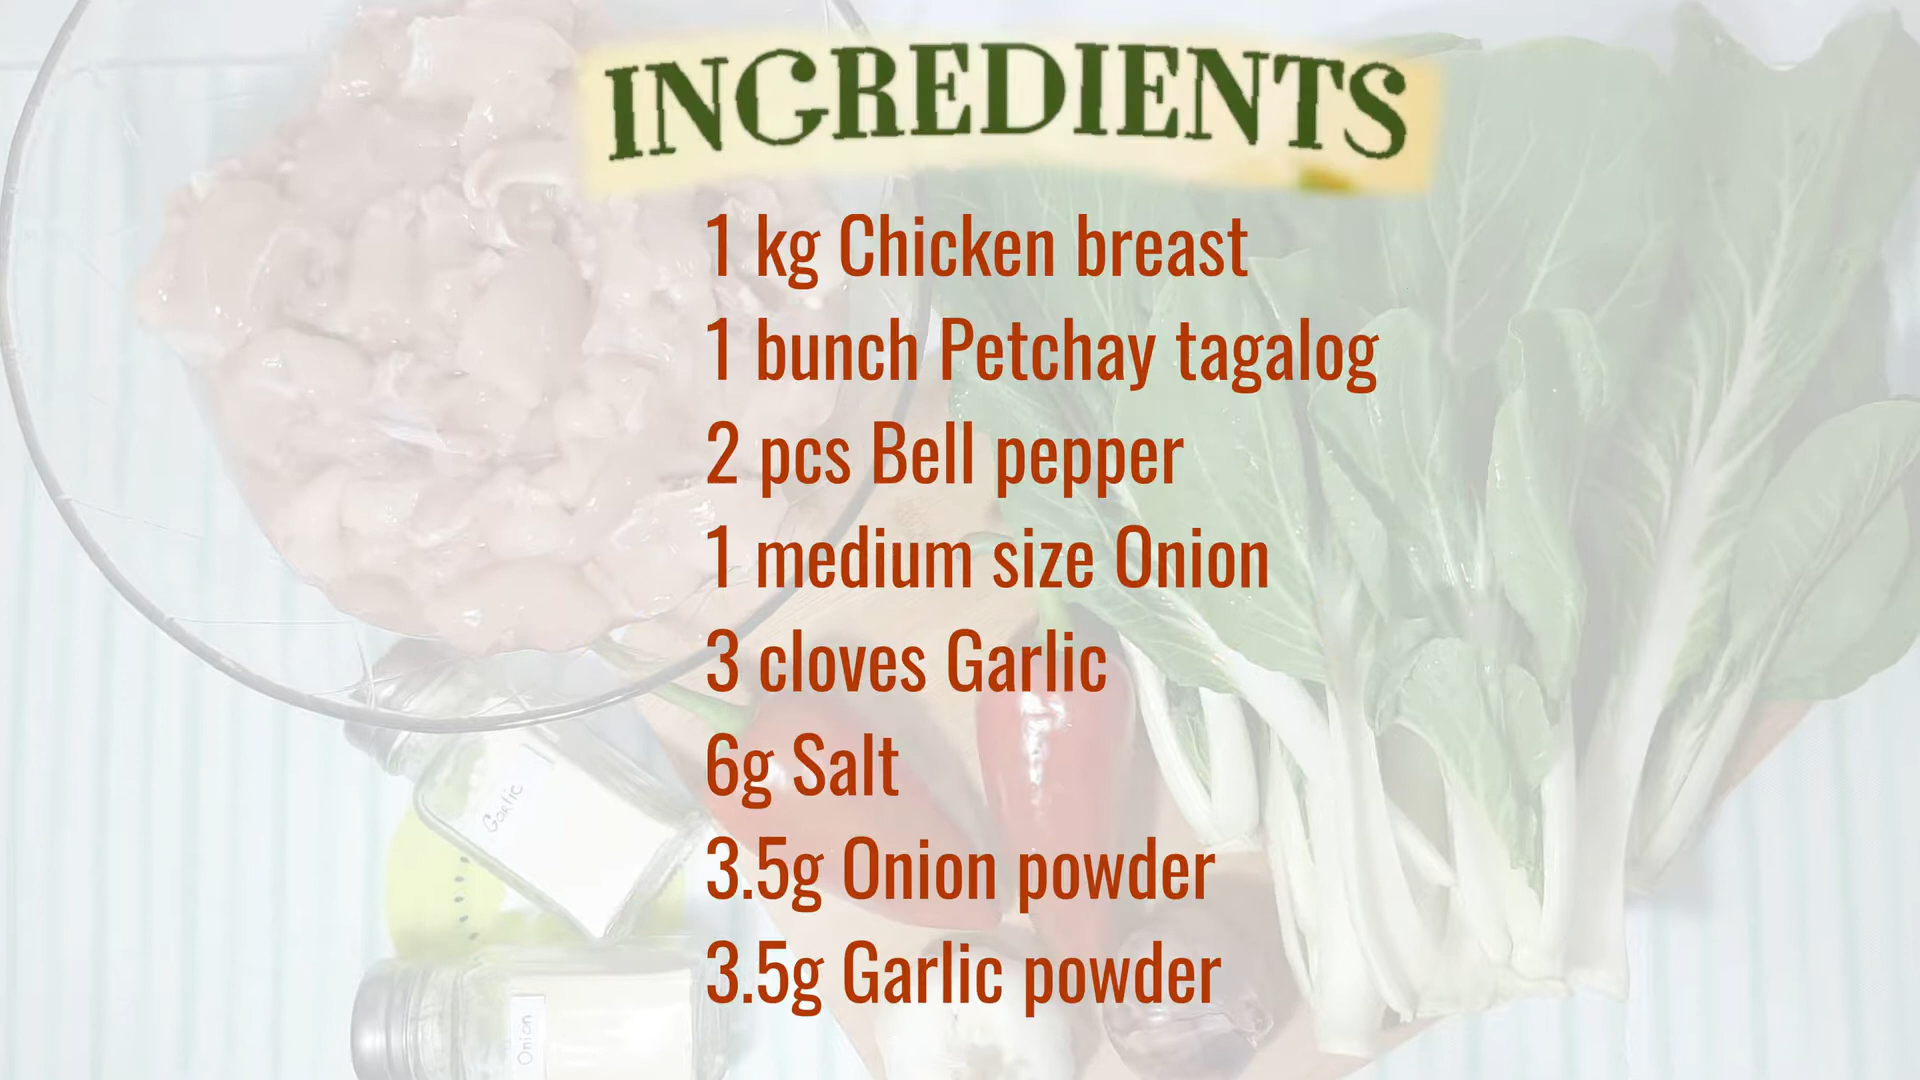 INGREDIENTS
1 kg Chicken breast
1 bunch Petchay tagalog
2 pcs Bell pepper
1 medium size Onion
3 cloves Garlic
6g Salt
3.5g Onion powder
3.5g Garlic powder
Garlic
Onion